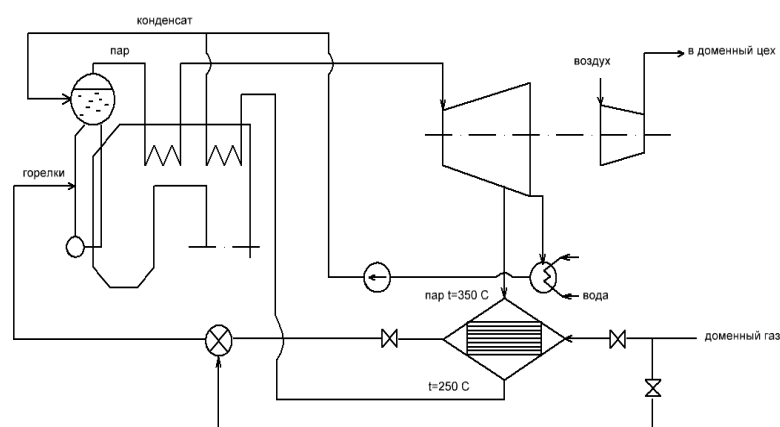 конденсат
в доменный цех
пар
воздух
горелки
пар t=350 C
вода
доменный газ
t=250 C